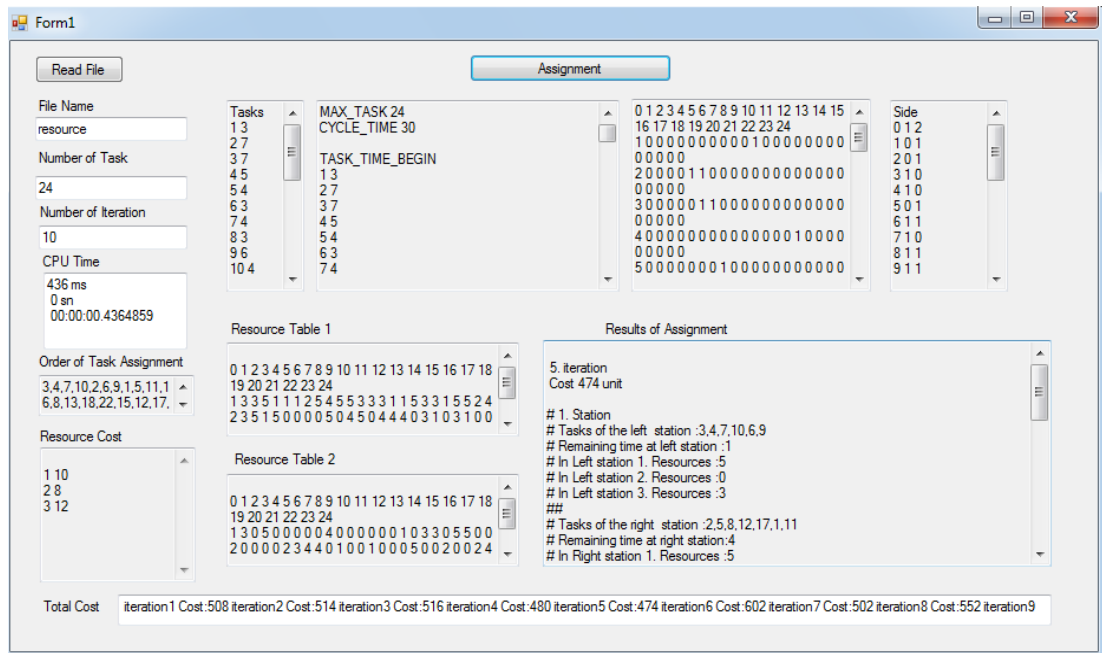 Form1
Read File
Assignment
File Name
resource
Number of Task
24
Number of Iteration
10
CPU Time
436 ms
0 sn
00:00:00.4364859
Order of Task Assignment
3,4,7,10,2,6,9,1,5,11,1
6,8,13,18,22,15,12,17,
Resource Cost
1 10
2 8
3 12
Tasks
1 3
2 7
3 7
4 5
5 4
6 3
7 4
8 3
9 6
10 4
MAX_TASK 24
CYCLE_TIME 30
TASK_TIME_BEGIN
1 3
2 7
3 7
4 5
5 4
6 3
7 4
0 1 2 3 4 5 6 7 8 9 10 11 12 13 14 15
16 17 18 19 20 21 22 23 24
1 0 0 0 0 0 0 0 0 0 0 1 0 0 0 0 0 0 0 0
0 0 0 0 0
2 0 0 0 0 1 1 0 0 0 0 0 0 0 0 0 0 0 0 0
0 0 0 0 0
3 0 0 0 0 0 1 1 0 0 0 0 0 0 0 0 0 0 0 0
0 0 0 0 0
4 0 0 0 0 0 0 0 0 0 0 0 0 0 0 0 1 0 0 0 0
0 0 0 0 0
5 0 0 0 0 0 0 0 1 0 0 0 0 0 0 0 0 0 0 0
Side
0 1 2
1 0 1
2 0 1
3 1 0
4 1 0
5 0 1
6 1 1
7 1 0
8 1 1
9 1 1
Resource Table 1
0 1 2 3 4 5 6 7 8 9 10 11 12 13 14 15 16 17 18
19 20 21 22 23 24
1 3 3 5 1 1 1 2 5 4 5 5 3 3 3 1 1 5 3 3 1 5 5 2 4
2 3 5 1 5 0 0 0 0 5 0 4 5 0 4 4 4 0 3 1 0 3 1 0 0
Resource Table 2
0 1 2 3 4 5 6 7 8 9 10 11 12 13 14 15 16 17 18
19 20 21 22 23 24
1 3 0 5 0 0 0 0 0 4 0 0 0 0 0 0 1 0 3 3 0 5 5 0 0
2 0 0 0 0 2 3 4 4 0 1 0 0 1 0 0 0 5 0 0 2 0 0 2 4
Results of Assignment
5. iteration
Cost 474 unit
# 1. Station
# Tasks of the left station :3,4,7,10,6,9
# Remaining time at left station :1
# In Left station 1. Resources :5
# In Left station 2. Resources :0
# In Left station 3. Resources :3
##
# Tasks of the right station :2,5,8,12,17,1,11
# Remaining time at right station:4
# In Right station 1. Resources :5
Total Cost
iteration1 Cost:508 iteration2 Cost:514 iteration3 Cost:516 iteration4 Cost:480 iteration5 Cost:474 iteration6 Cost:602 iteration7 Cost:502 iteration8 Cost:552 iteration9